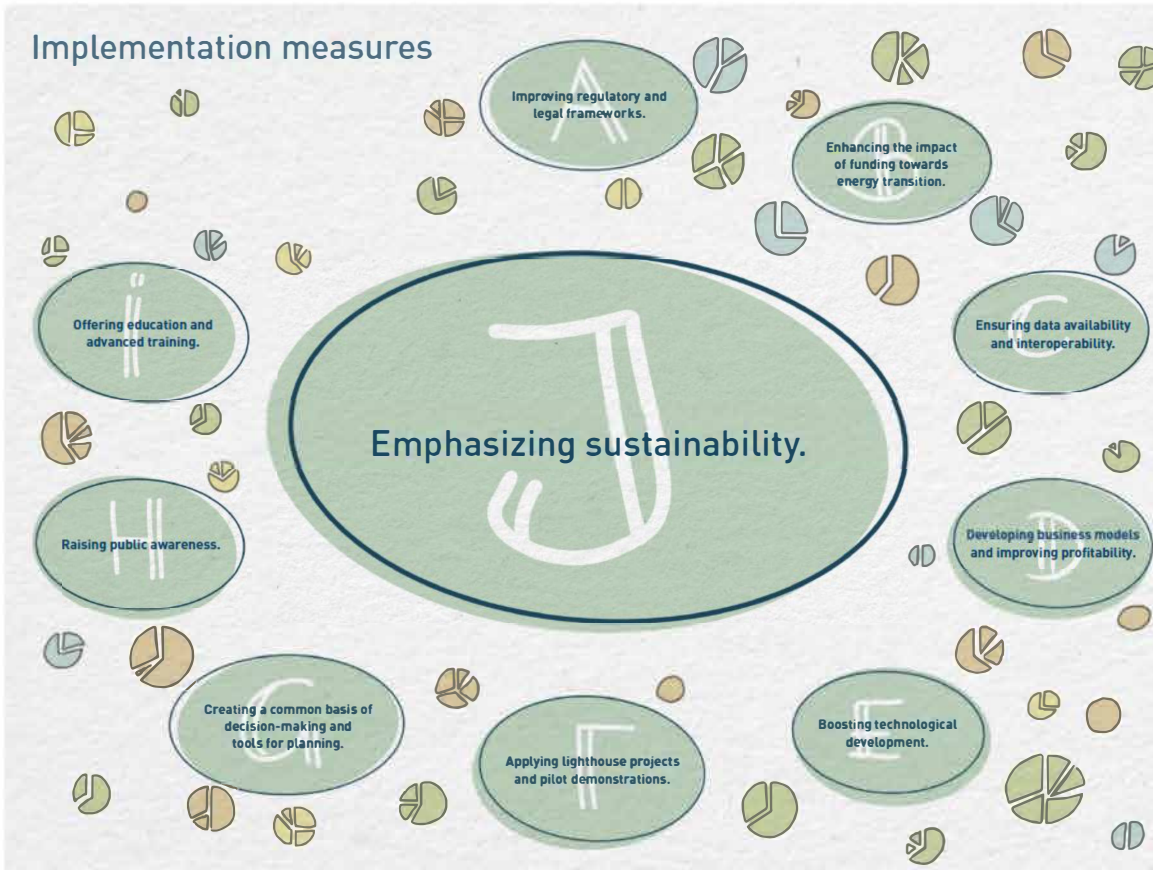 Implementation measures
A
Improving regulatory and
legal frameworks.
B
Enhancing the impact
of funding towards
energy transition.
C
Ensuring data availability
and interoperability.
D
Developing business models
and improving profitability.
E
Boosting technological
development.
F
Applying lighthouse projects
and pilot demonstrations.
G
Creating a common basis of
decision-making and
tools for planning.
H
Raising public awareness.
i
Offering education and
advanced training.
J
Emphasizing sustainability.